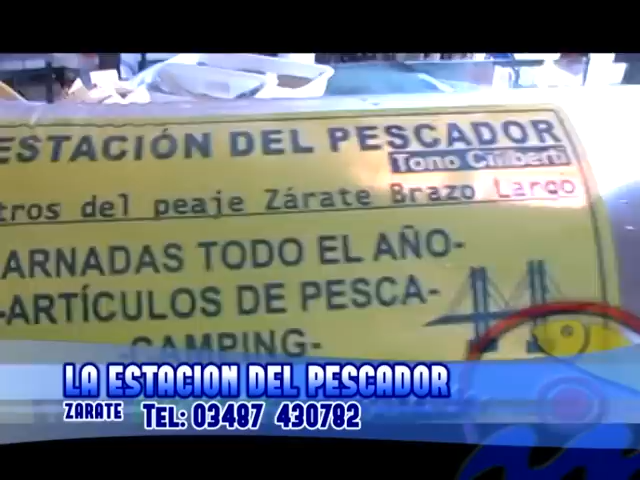 ESTACIÓN DEL PESCADOR
Tono Ciliberti
tros del peaje Zárate Brazo Largo
ARNADAS TODO EL AÑO-
-ARTÍCULOS DE PESCA-
-CAMPING-
LA ESTACION DEL PESCADOR
ZARATE TEL: 03487 430782